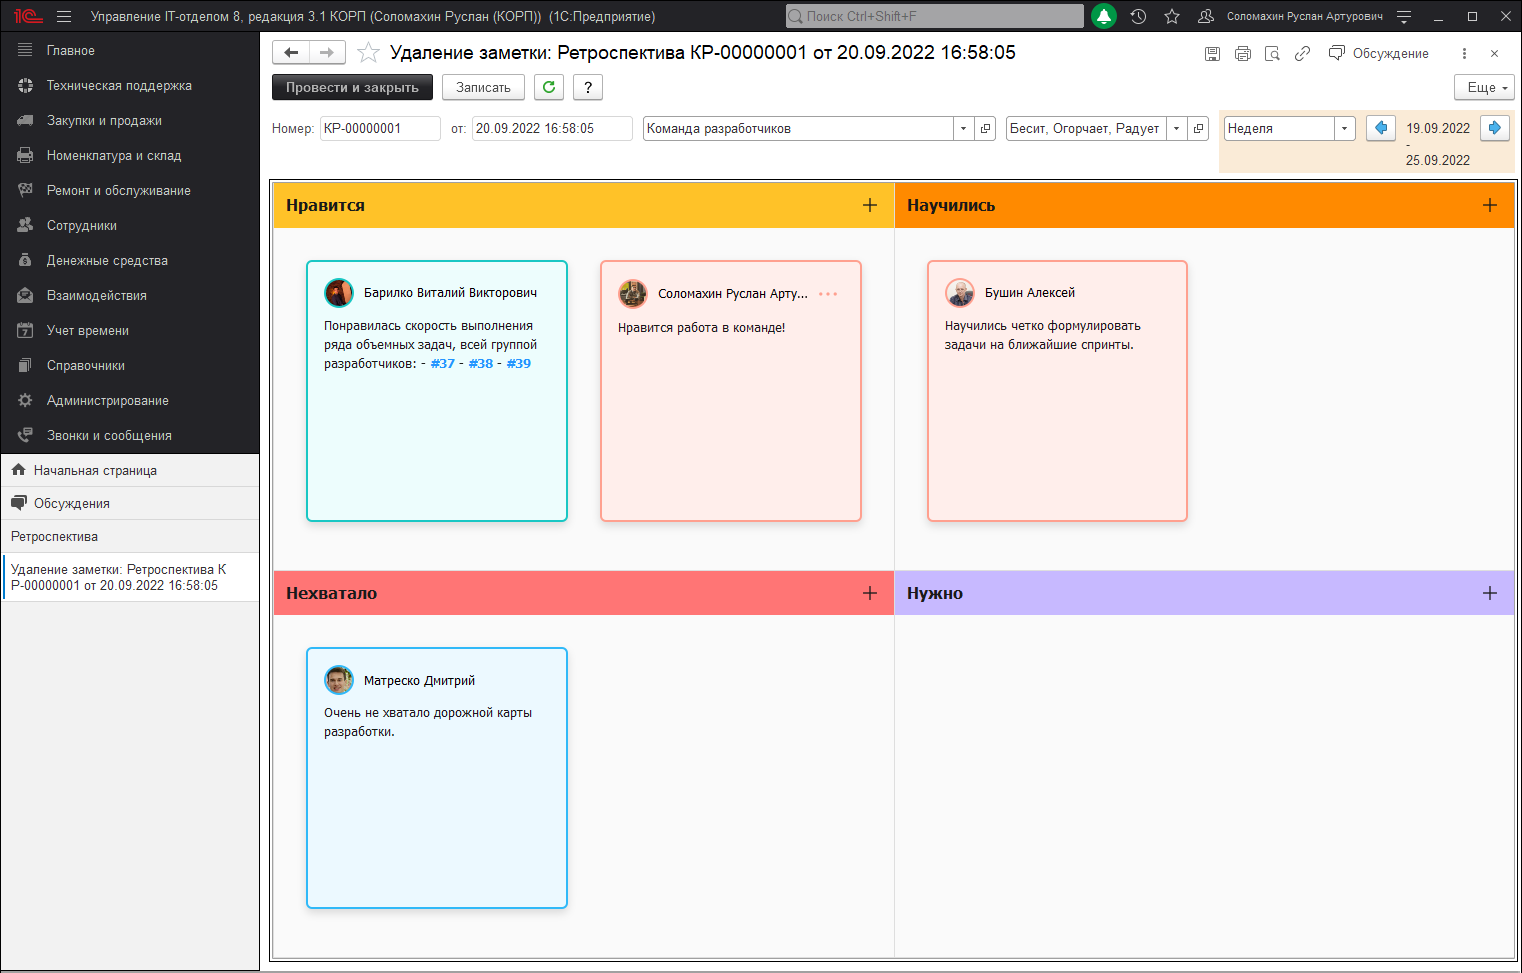 1С Управление IT-отделом 8, редакция 3.1 КОРП (Соломахин Руслан (КОРП)) (1С:Предприятие) Поиск Ctrl+Shift+F Соломахин Руслан Артурович
Главное
Техническая поддержка
Закупки и продажи
Номенклатура и склад
Ремонт и обслуживание
Сотрудники
Денежные средства
Взаимодействия
Учет времени
Справочники
Администрирование
Звонки и сообщения
Начальная страница
Обсуждения
Ретроспектива
Удаление заметки: Ретроспектива К
Р-00000001 от 20.09.2022 16:58:05
Удаление заметки: Ретроспектива КР-00000001 от 20.09.2022 16:58:05
Обсуждение
Провести и закрыть Записать ? Еще
Номер: КР-00000001 от: 20.09.2022 16:58:05 Команда разработчиков Бесит, Огорчает, Радует Неделя 19.09.2022
-
25.09.2022
Нравится
Барилко Виталий Викторович
Понравилась скорость выполнения
ряда объемных задач, всей группой
разработчиков: - #37 - #38 - #39
Соломахин Руслан Арту...
Нравится работа в команде!
Научились
Бушин Алексей
Научились четко формулировать
задачи на ближайшие спринты.
Нехватало
Матреско Дмитрий
Очень не хватало дорожной карты
разработки.
Нужно